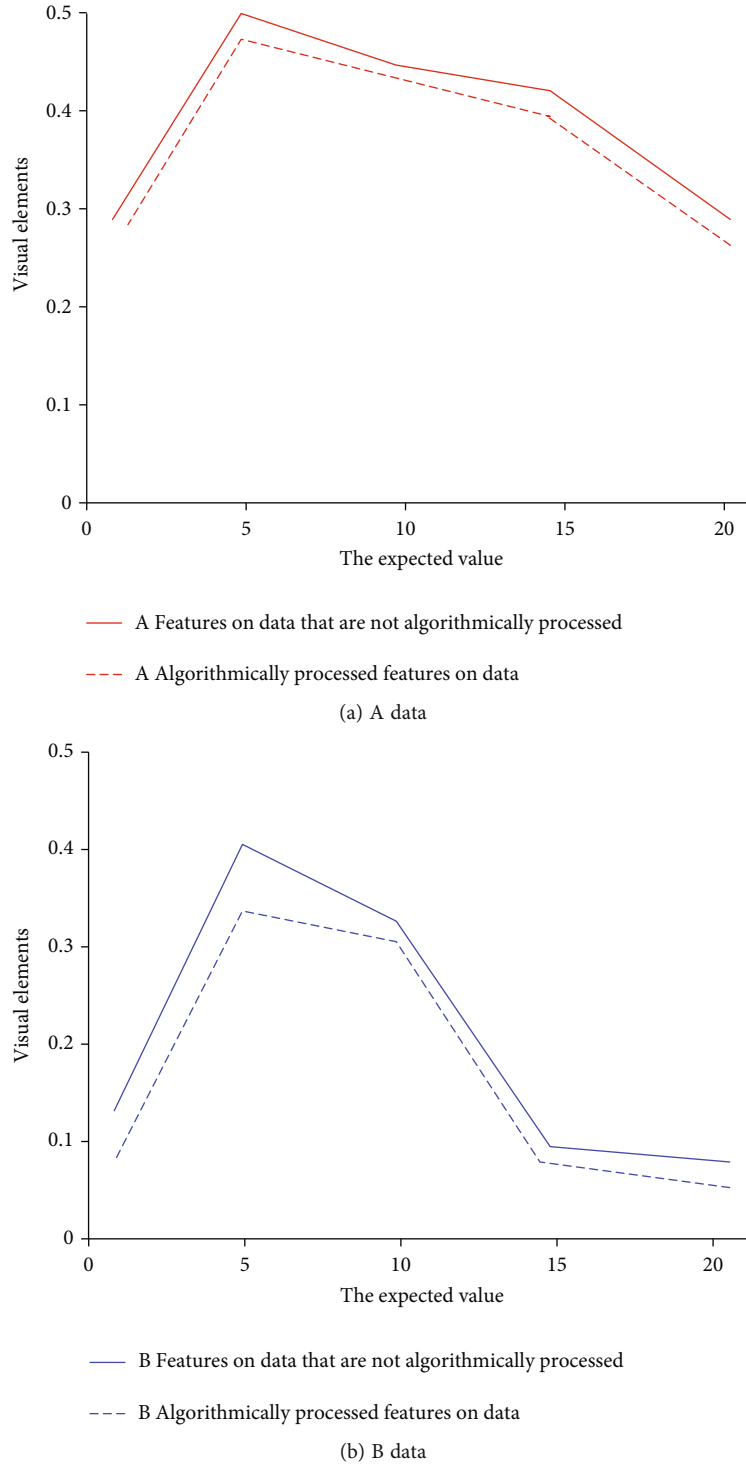 0.5
0.4
0.3
0.2
0.1
0
Visual elements
0 5 10 15 20
The expected value
A Features on data that are not algorithmically processed
A Algorithmically processed features on data
(a) A data
0.5
0.4
0.3
0.2
0.1
0
Visual elements
0 5 10 15 20
The expected value
B Features on data that are not algorithmically processed
B Algorithmically processed features on data
(b) B data